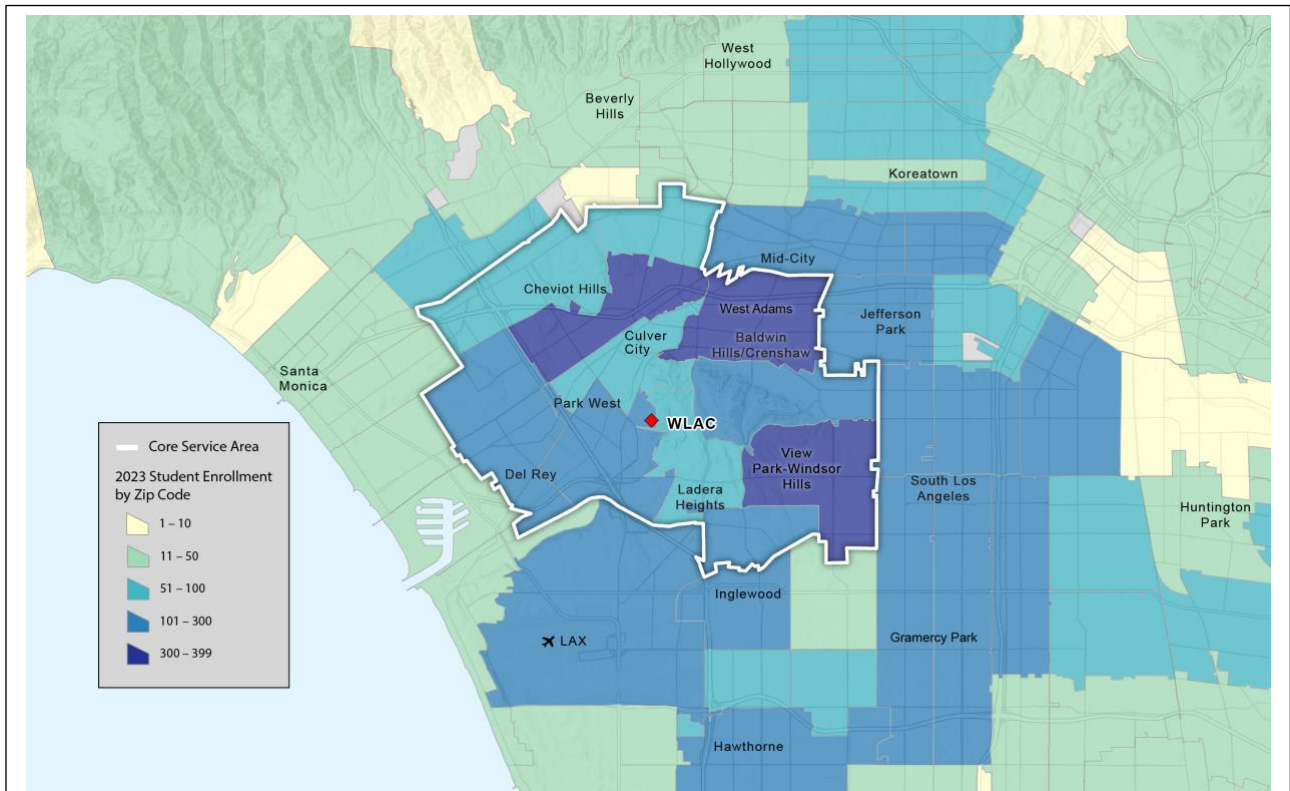 West
Hollywood
Beverly
Hills
Koreatown
Mid-City
Cheviot Hills
West Adams
Jefferson
Park
Culver
City
Baldwin
Hills/Crenshaw
Santa
Monica
Park West
WLAC
Del Rey
View
Park-Windsor
Hills
Ladera
Heights
South Los
Angeles
Huntington
Park
Inglewood
LAX
Gramercy Park
Hawthorne
Core Service Area
2023 Student Enrollment
by Zip Code
1 – 10
11 – 50
51 – 100
101 – 300
300 – 399